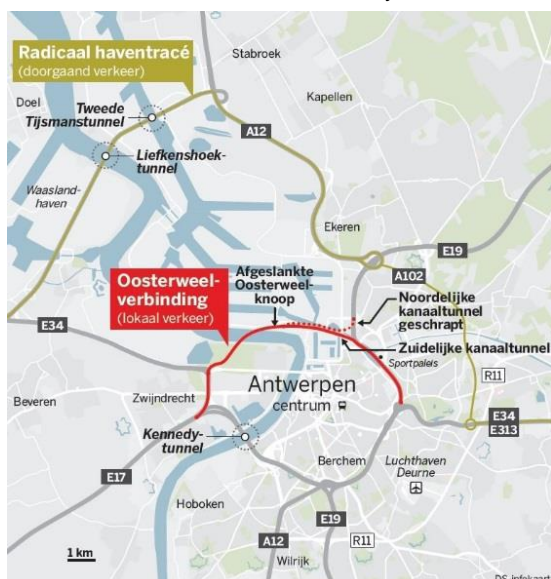 Radicaal haventracé
(doorgaand verkeer)
Stabroek
Doel
Tweede
Tijsmanstunnel
Kapellen
A12
Liefkenshoek-
tunnel
Waasland-
haven
Ekeren
E19
Oosterweel-
verbinding
(lokaal verkeer)
Afgeslankte
Oosterweel-
knoop
A102
Noordelijke
kanaaltunnel
geschrapt
E34
Zuidelijke kanaaltunnel
Sportpaleis
R11
Antwerpen
centrum
Beveren
Zwijndrecht
E34
E313
Kennedy-
tunnel
Berchem
Luchthaven
Deurne
E17
Hoboken
E19
A12
R11
1 km
Wilrijk
DS-infokaart